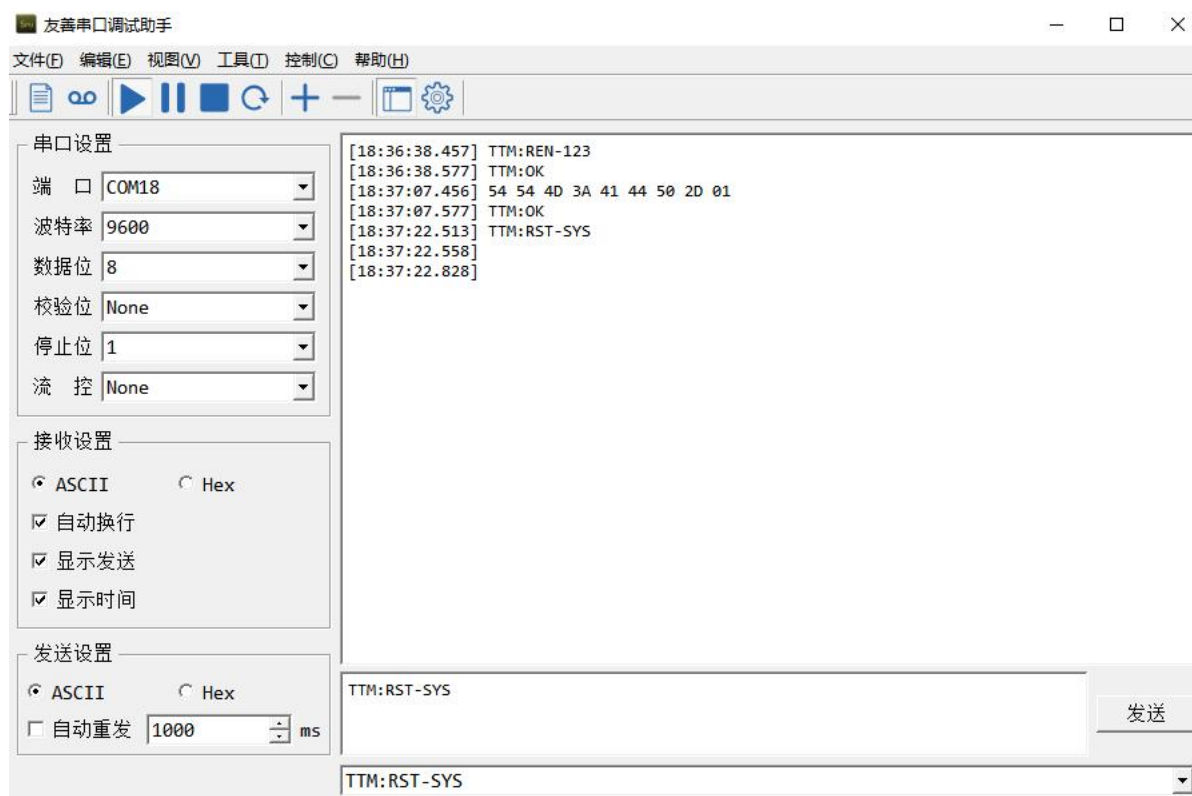 友善串口调试助手
文件(F) 编辑(E) 视图(V) 工具(T) 控制(C) 帮助(H)
串口设置
端 口 COM18
波特率 9600
数据位 8
校验位 None
停止位 1
流 控 None
接收设置
ASCII Hex
自动换行
显示发送
显示时间
发送设置
ASCII Hex
自动重发 1000 ms
[18:36:38.457] TTM:REN-123
[18:36:38.577] TTM:OK
[18:37:07.456] 54 54 4D 3A 41 44 50 2D 01
[18:37:07.577] TTM:OK
[18:37:22.513] TTM:RST-SYS
[18:37:22.558]
[18:37:22.828]
TTM:RST-SYS
发送
TTM:RST-SYS